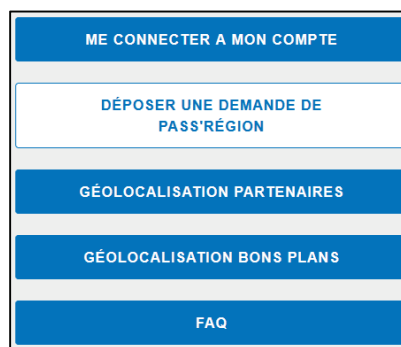 ME CONNECTER A MON COMPTE
DÉPOSER UNE DEMANDE DE
PASS'RÉGION
GÉOLOCALISATION PARTENAIRES
GÉOLOCALISATION BONS PLANS
FAQ